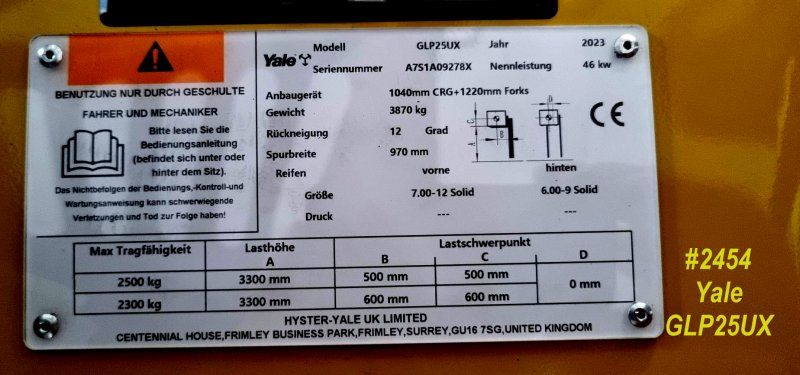 BENUTZUNG NUR DURCH GESCHULTE
FAHRER UND MECHANIKER
Bitte lesen Sie die
Bedienungsanleitung
(befindet sich unter oder
hinter dem Sitz).
Das Nichtbefolgen der Bedienungs,-Kontroll-und
Wartungsanweisung kann schwerwiegende
Verletzungen und Tod zur Folge haben!
Yale
Modell GLP25UX Jahr 2023
Seriennummer A7S1A09278X Nennleistung 46 kw
Anbaugerät 1040mm CRG+1220mm Forks
Gewicht 3870 kg
Rückneigung 12 Grad
Spurbreite 970 mm
Reifen vorne hinten
Größe 7.00-12 Solid 6.00-9 Solid
Druck --- ---
C A B D
CE
Max Tragfähigkeit Lasthöhe Lastschwerpunkt
A B C D
2500 kg 3300 mm 500 mm 500 mm 0 mm
2300 kg 3300 mm 600 mm 600 mm
HYSTER-YALE UK LIMITED
CENTENNIAL HOUSE,FRIMLEY BUSINESS PARK,FRIMLEY,SURREY,GU16 7SG,UNITED KINGDOM
#2454
Yale
GLP25UX